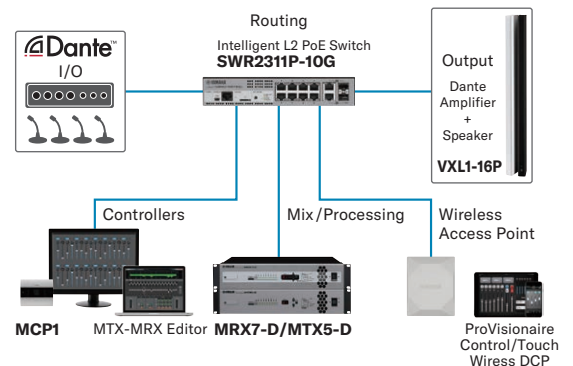 Dante™
I/O
Routing
Intelligent L2 PoE Switch
SWR2311P-10G
Output
Dante
Amplifier
+
Speaker
VXL1-16P
Controllers
Mix/Processing
Wireless
Access Point
MCP1
MTX-MRX Editor
MRX7-D/MTX5-D
ProVisionaire
Control/Touch
Wiress DCP